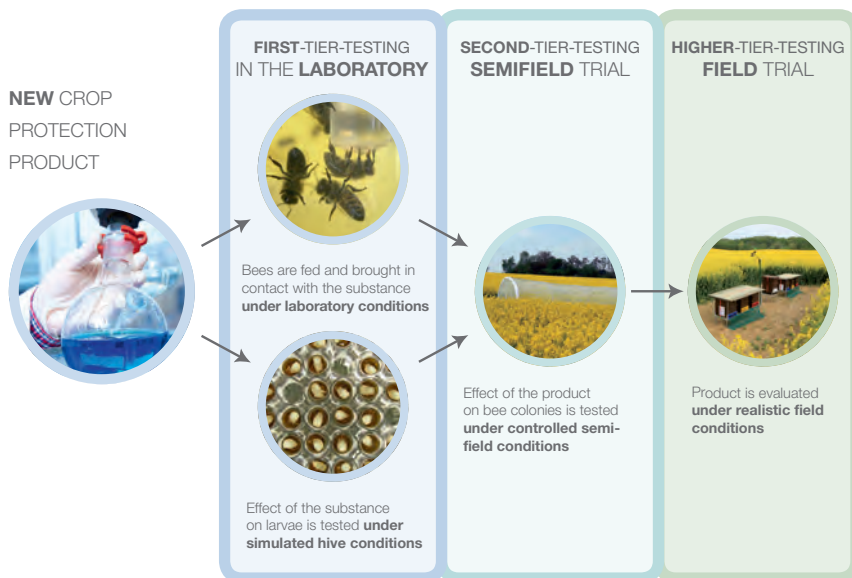 NEW CROP
PROTECTION
PRODUCT
FIRST-TIER-TESTING
IN THE LABORATORY
Bees are fed and brought in
contact with the substance
under laboratory conditions
Effect of the substance
on larvae is tested under
simulated hive conditions
SECOND-TIER-TESTING
SEMIFIELD TRIAL
Effect of the product
on bee colonies is tested
under controlled semi-
field conditions
HIGHER-TIER-TESTING
FIELD TRIAL
Product is evaluated
under realistic field
conditions